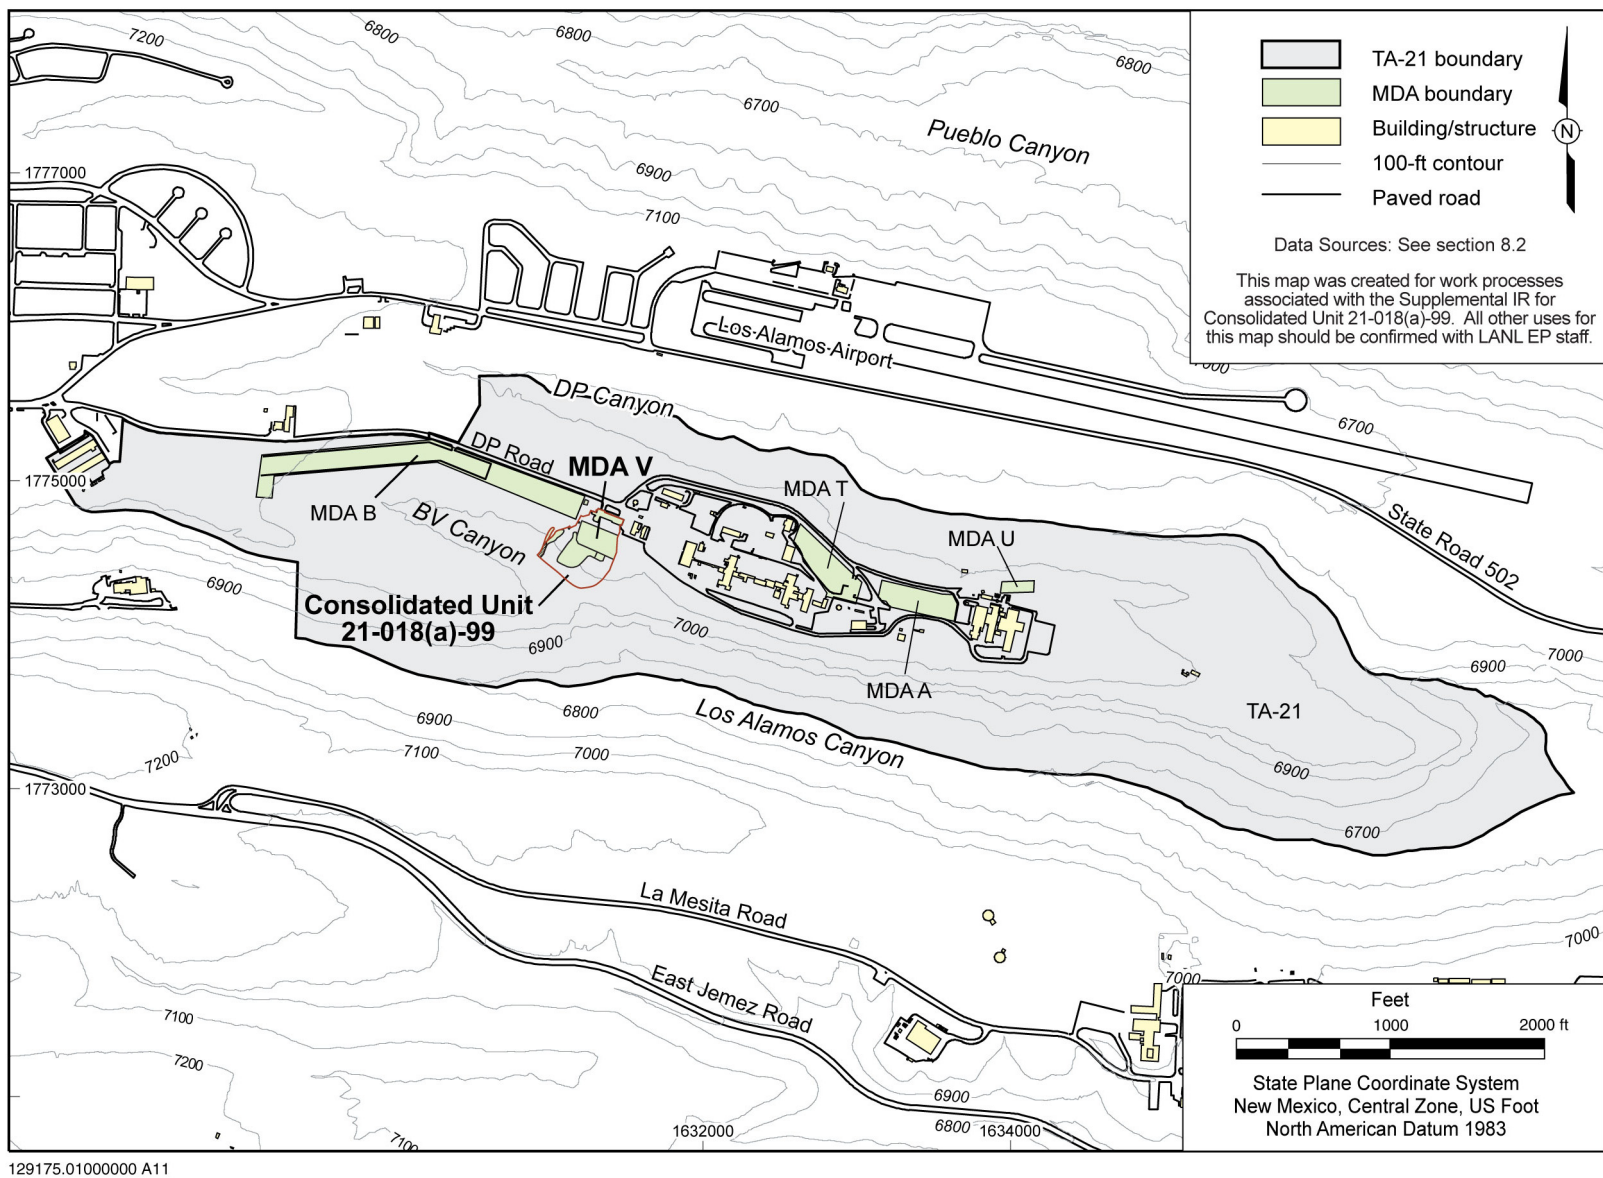 7200
6800
6800
6800
6700
Pueblo Canyon
6900
7100
1777000
TA-21 boundary
MDA boundary
Building/structure
100-ft contour
Paved road
N
Data Sources: See section 8.2
This map was created for work processes
associated with the Supplemental IR for
Consolidated Unit 21-018(a)-99. All other uses for
this map should be confirmed with LANL EP staff.
Los Alamos Airport
7000
6700
DP Canyon
DP Road
MDA V
1775000
MDA B
BV Canyon
MDA T
MDA U
State Road 502
6900
Consolidated Unit
21-018(a)-99
6900
7000
MDA A
6900
7000
TA-21
Los Alamos Canyon
6900
6800
7100
7000
7200
6900
1773000
6700
La Mesita Road
East Jemez Road
7000
7000
7100
7200
6900
6800
7100
1632000
1634000
Feet
0 1000 2000 ft
State Plane Coordinate System
New Mexico, Central Zone, US Foot
North American Datum 1983
129175.01000000 A11